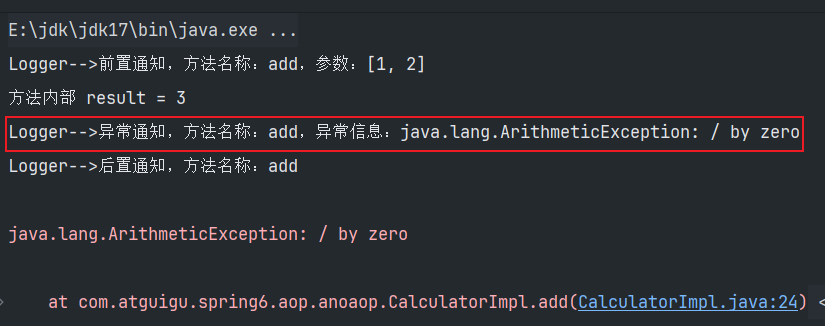 E:\jdk\jdk17\bin\java.exe ...
Logger-->前置通知，方法名称：add，参数：[1, 2]
方法内部 result = 3
Logger-->异常通知，方法名称：add，异常信息：java.lang.ArithmeticException: / by zero
Logger-->后置通知，方法名称：add
java.lang.ArithmeticException: / by zero
at com.atguigu.spring6.aop.anoaop.CalculatorImpl.add(CalculatorImpl.java:24) <